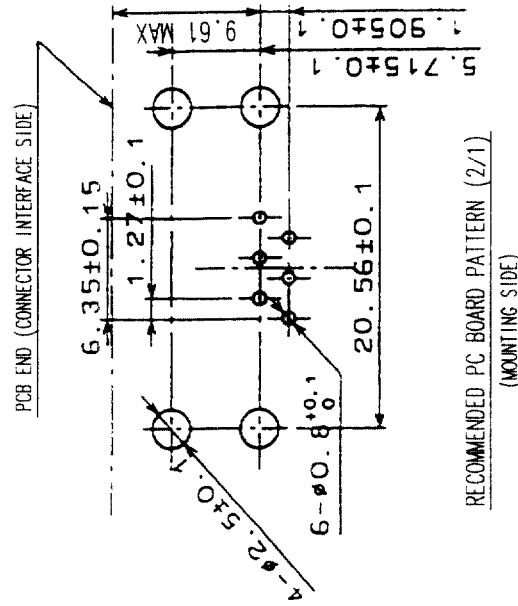 PCB END (CONNECTOR INTERFACE SIDE)
6.35±0.15
1.27±0.1
9.61 MAX
1.905±0.1
5.715±0.1
20.56±0.1
6-ø0.8 +0.1 0
4-ø2.5±0.1
RECOMMENDED PC BOARD PATTERN (2/1)
(MOUNTING SIDE)